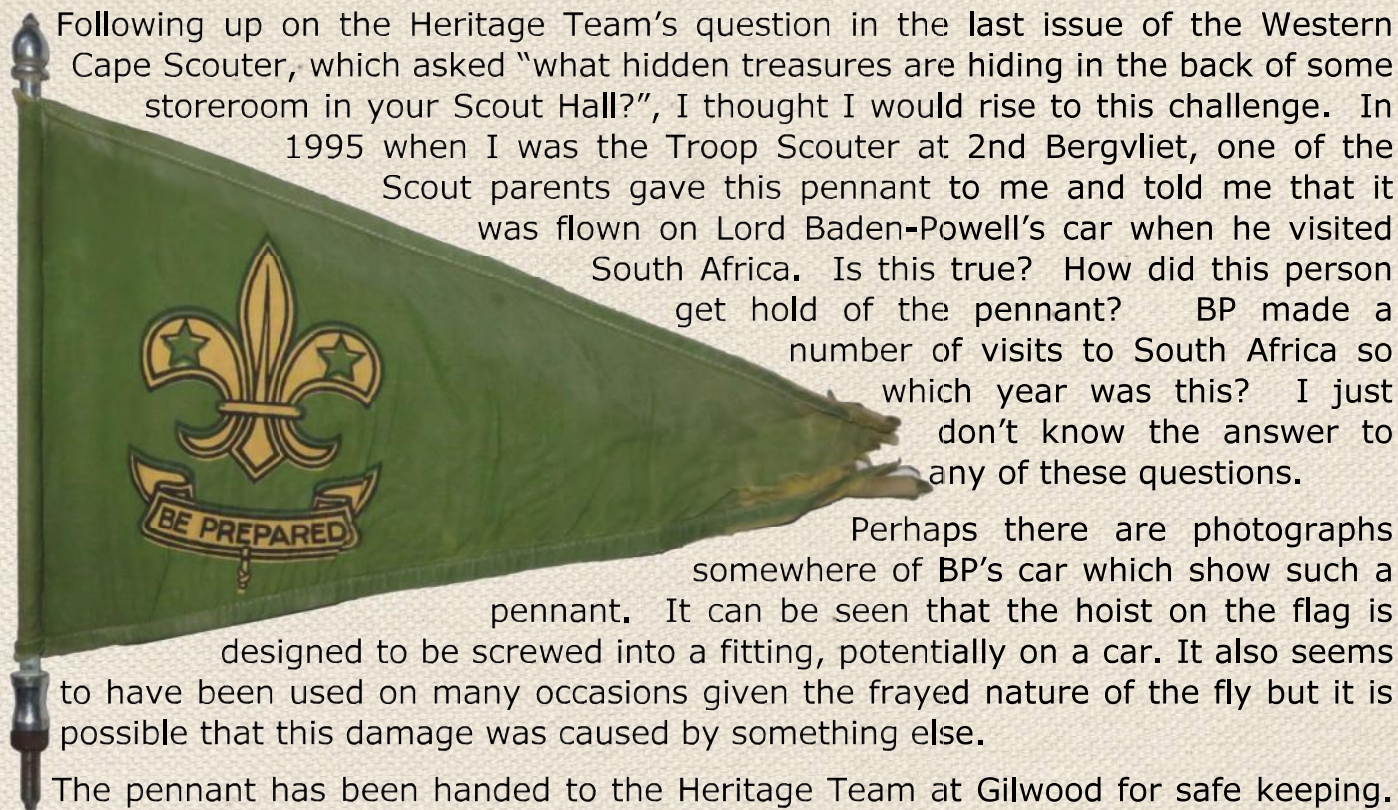 Following up on the Heritage Team’s question in the last issue of the Western
Cape Scouter, which asked “what hidden treasures are hiding in the back of some
storeroom in your Scout Hall?”, I thought I would rise to this challenge. In
1995 when I was the Troop Scouter at 2nd Bergvliet, one of the
Scout parents gave this pennant to me and told me that it
was flown on Lord Baden-Powell’s car when he visited
South Africa. Is this true? How did this person
get hold of the pennant? BP made a
number of visits to South Africa so
which year was this? I just
don’t know the answer to
any of these questions.
BE PREPARED
Perhaps there are photographs
somewhere of BP’s car which show such a
pennant. It can be seen that the hoist on the flag is
designed to be screwed into a fitting, potentially on a car. It also seems
to have been used on many occasions given the frayed nature of the fly but it is
possible that this damage was caused by something else.
The pennant has been handed to the Heritage Team at Gilwood for safe keeping.